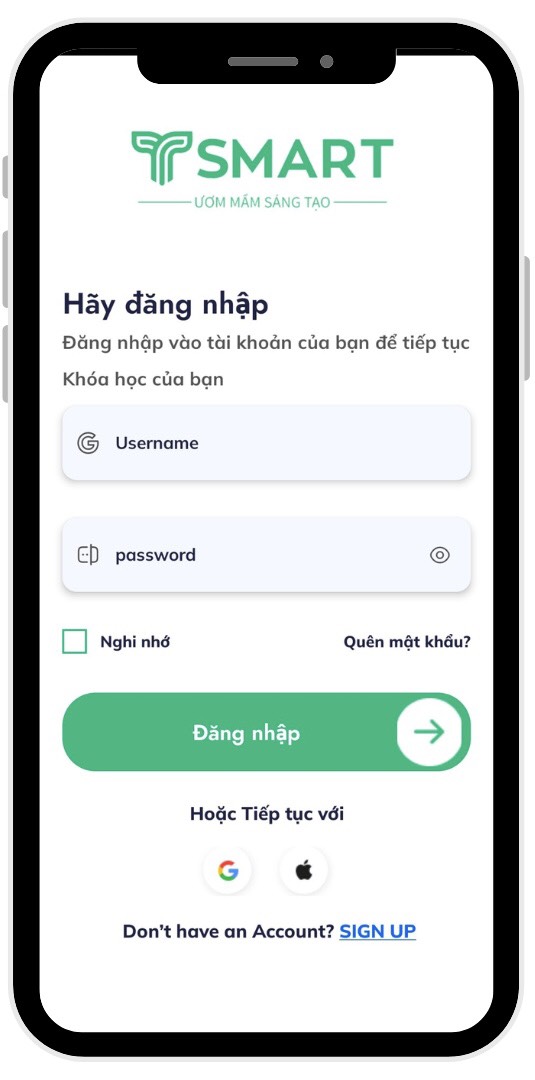 SMART
ƯƠM MẦM SÁNG TẠO
Hãy đăng nhập
Đăng nhập vào tài khoản của bạn để tiếp tục
Khóa học của bạn
Username
password
Nghi nhớ
Quên mật khẩu?
Đăng nhập
Hoặc Tiếp tục với
Don't have an Account? SIGN UP